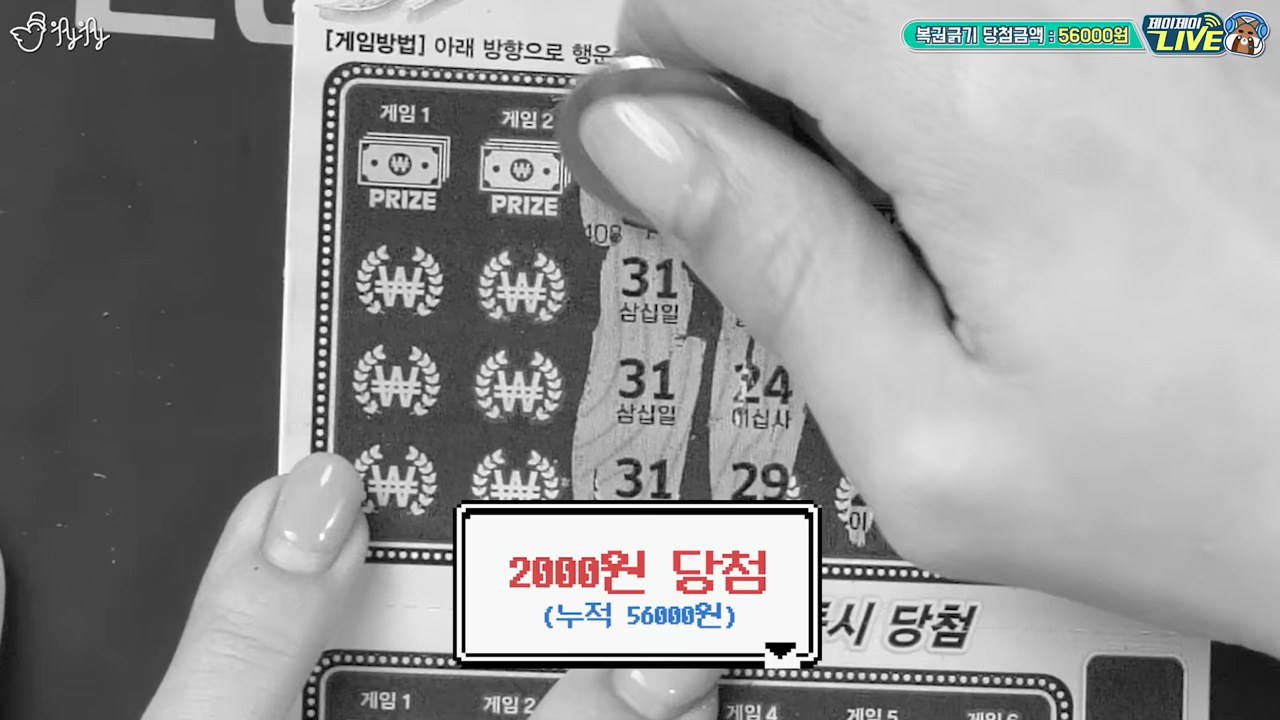 복권긁기 당첨금액 : 56000원
제이제이
LIVE
[게임방법] 아래 방향으로 행운
게임 1
게임 2
PRIZE
PRIZE
31
삼십일
31
삼십일
24
이십사
31
29
2000원 당첨
(누적 56000원)
시 당첨
게임 1
게임 2
게임 4
게임 5
게임 6